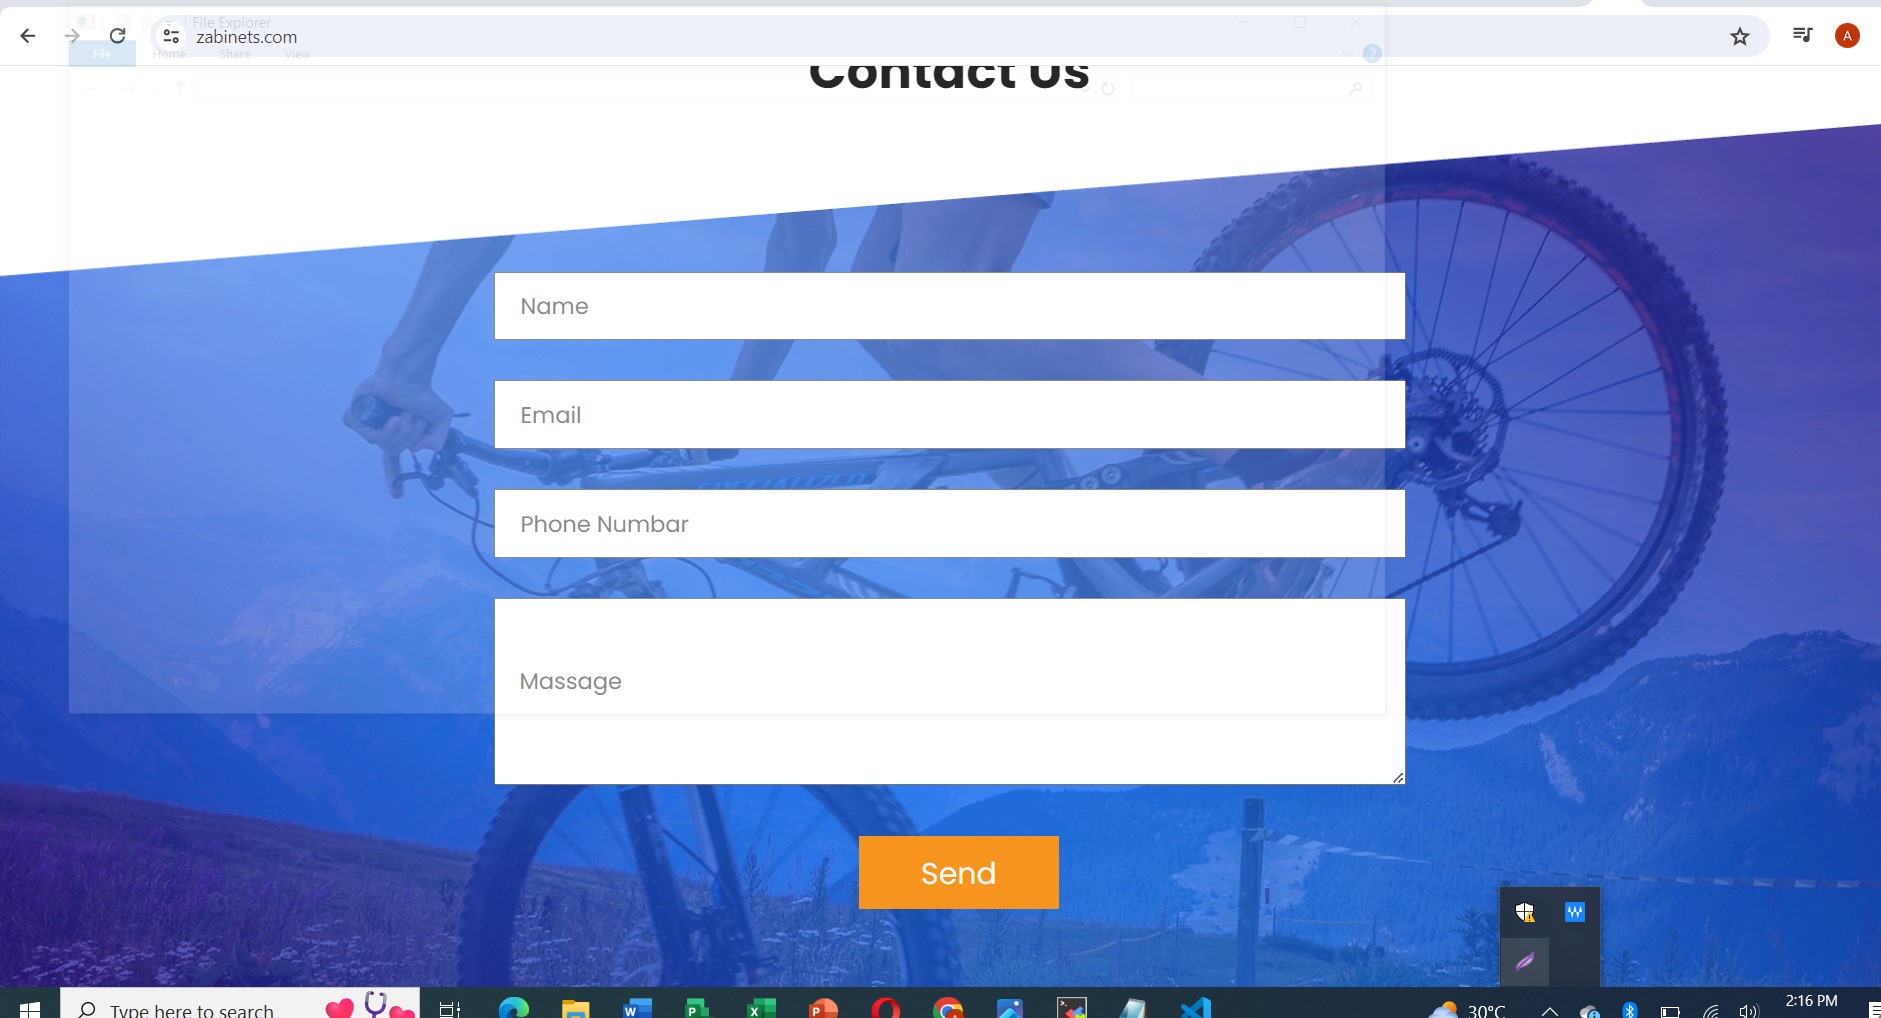 File Explorer
zabinets.com
File Home Share View
A
Contact Us
Name
Email
SPECIALIZED
Phone Numbar
Massage
Send
Type here to search
30°C
2:16 PM